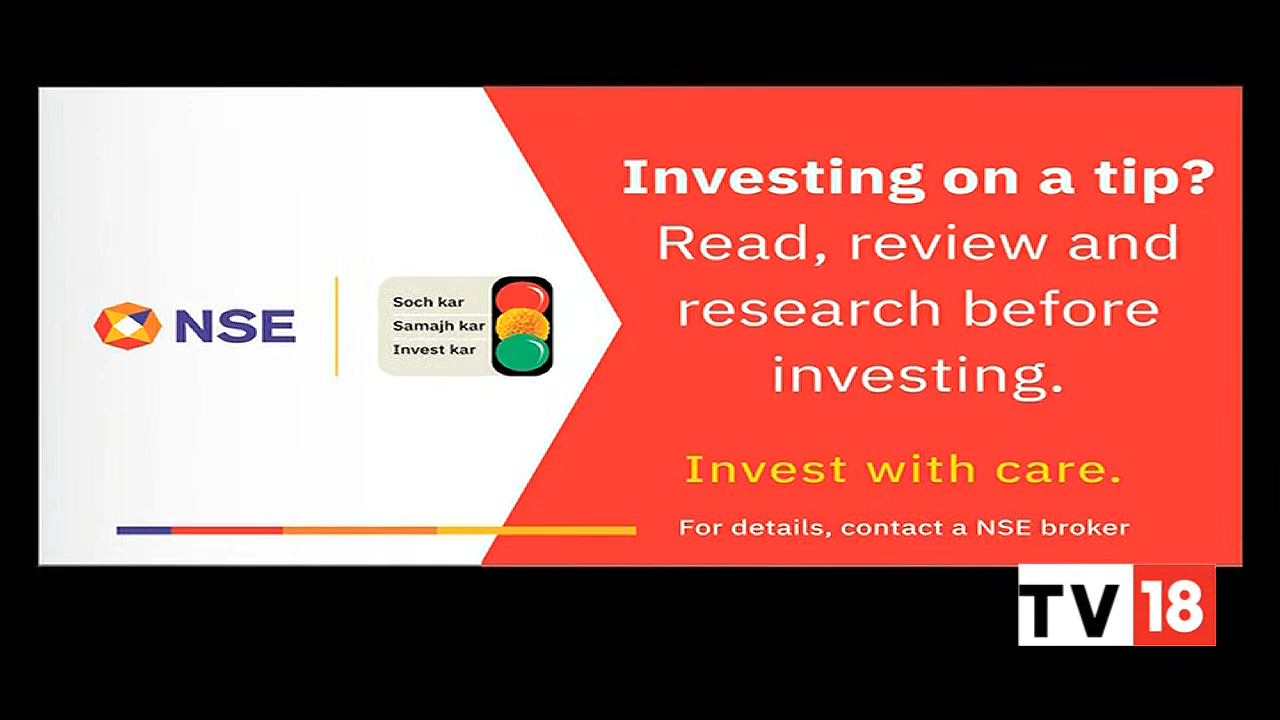 NSE
Soch kar
Samajh kar
Invest kar
Investing on a tip?
Read, review and
research before
investing.
Invest with care.
For details, contact a NSE broker
TV18